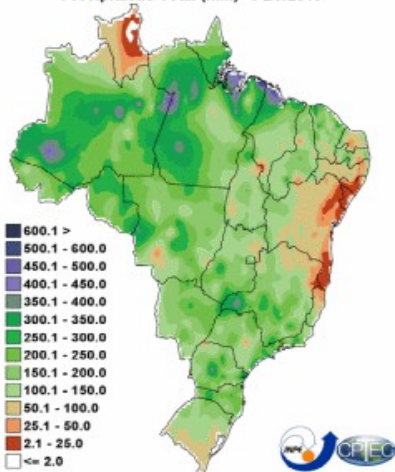 600.1 >
500.1 - 600.0
450.1 - 500.0
400.1 - 450.0
350.1 - 400.0
300.1 - 350.0
250.1 - 300.0
200.1 - 250.0
150.1 - 200.0
100.1 - 150.0
50.1 - 100.0
25.1 - 50.0
2.1 - 25.0
<= 2.0
INPE
CPTEC